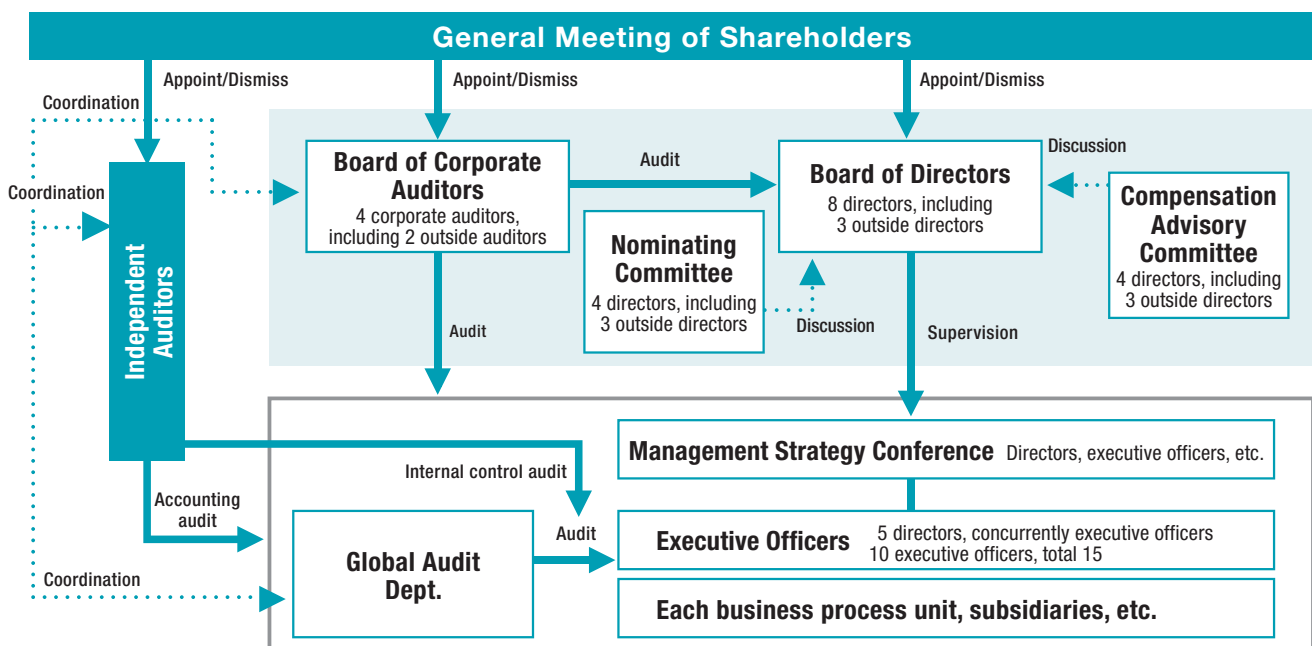 General Meeting of Shareholders
Appoint/Dismiss
Appoint/Dismiss
Appoint/Dismiss
Coordination
Coordination
Independent
Auditors
Board of Corporate
Auditors
4 corporate auditors,
including 2 outside auditors
Audit
Board of Directors
8 directors, including
3 outside directors
Discussion
Compensation
Advisory
Committee
4 directors, including
3 outside directors
Nominating
Committee
4 directors, including
3 outside directors
Discussion
Audit
Supervision
Management Strategy Conference Directors, executive officers, etc.
Internal control audit
Accounting
audit
Audit
Executive Officers
5 directors, concurrently executive officers
10 executive officers, total 15
Global Audit
Dept.
Coordination
Each business process unit, subsidiaries, etc.